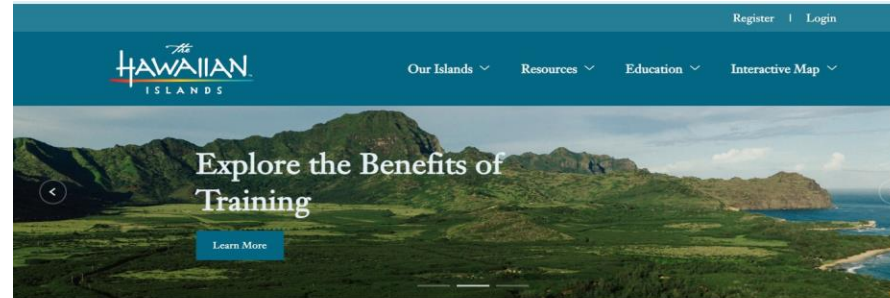 Register | Login
The
HAWAIIAN
ISLANDS
Our Islands Resources Education Interactive Map
Explore the Benefits of
Training
Learn More